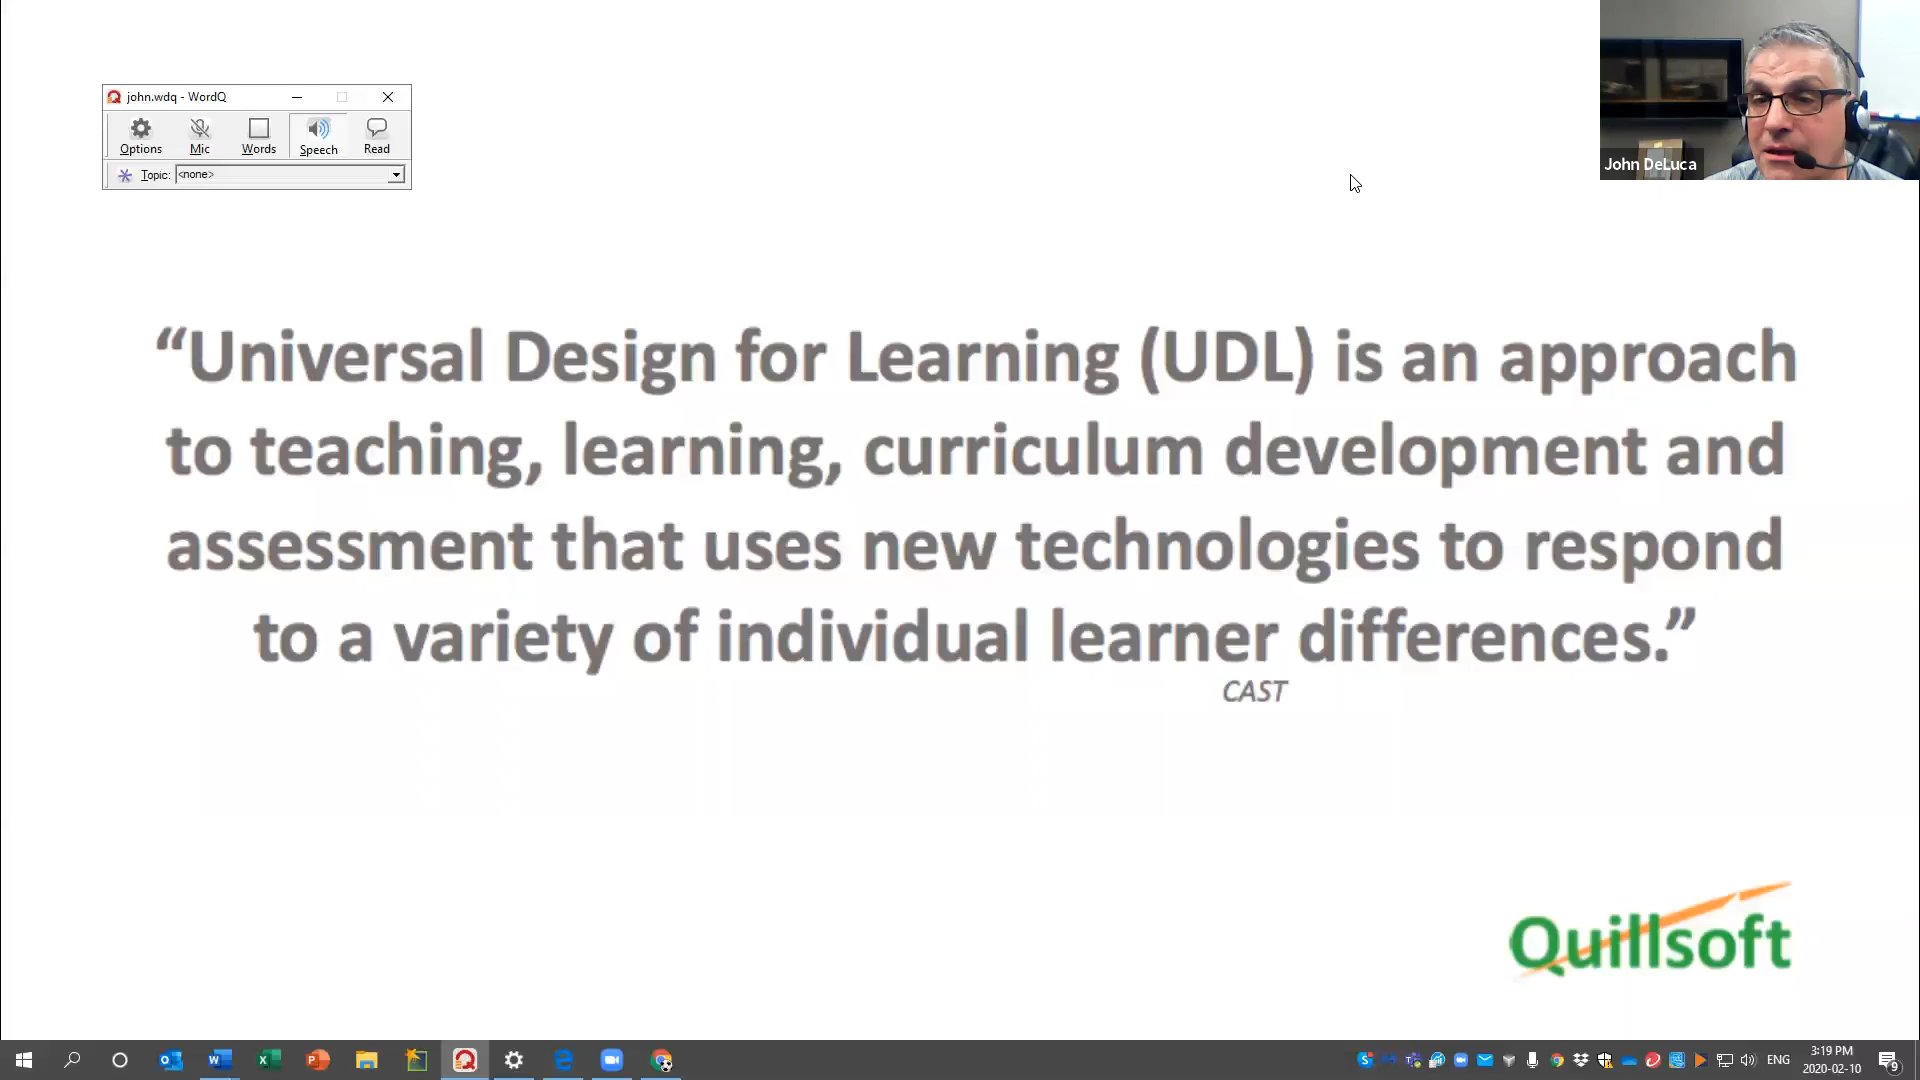 john.wdq - WordQ
Options Mic Words Speech Read
Topic: <none>
John DeLuca
“Universal Design for Learning (UDL) is an approach
to teaching, learning, curriculum development and
assessment that uses new technologies to respond
to a variety of individual learner differences.”
CAST
Quillsoft
ENG
3:19 PM
2020-02-10
9